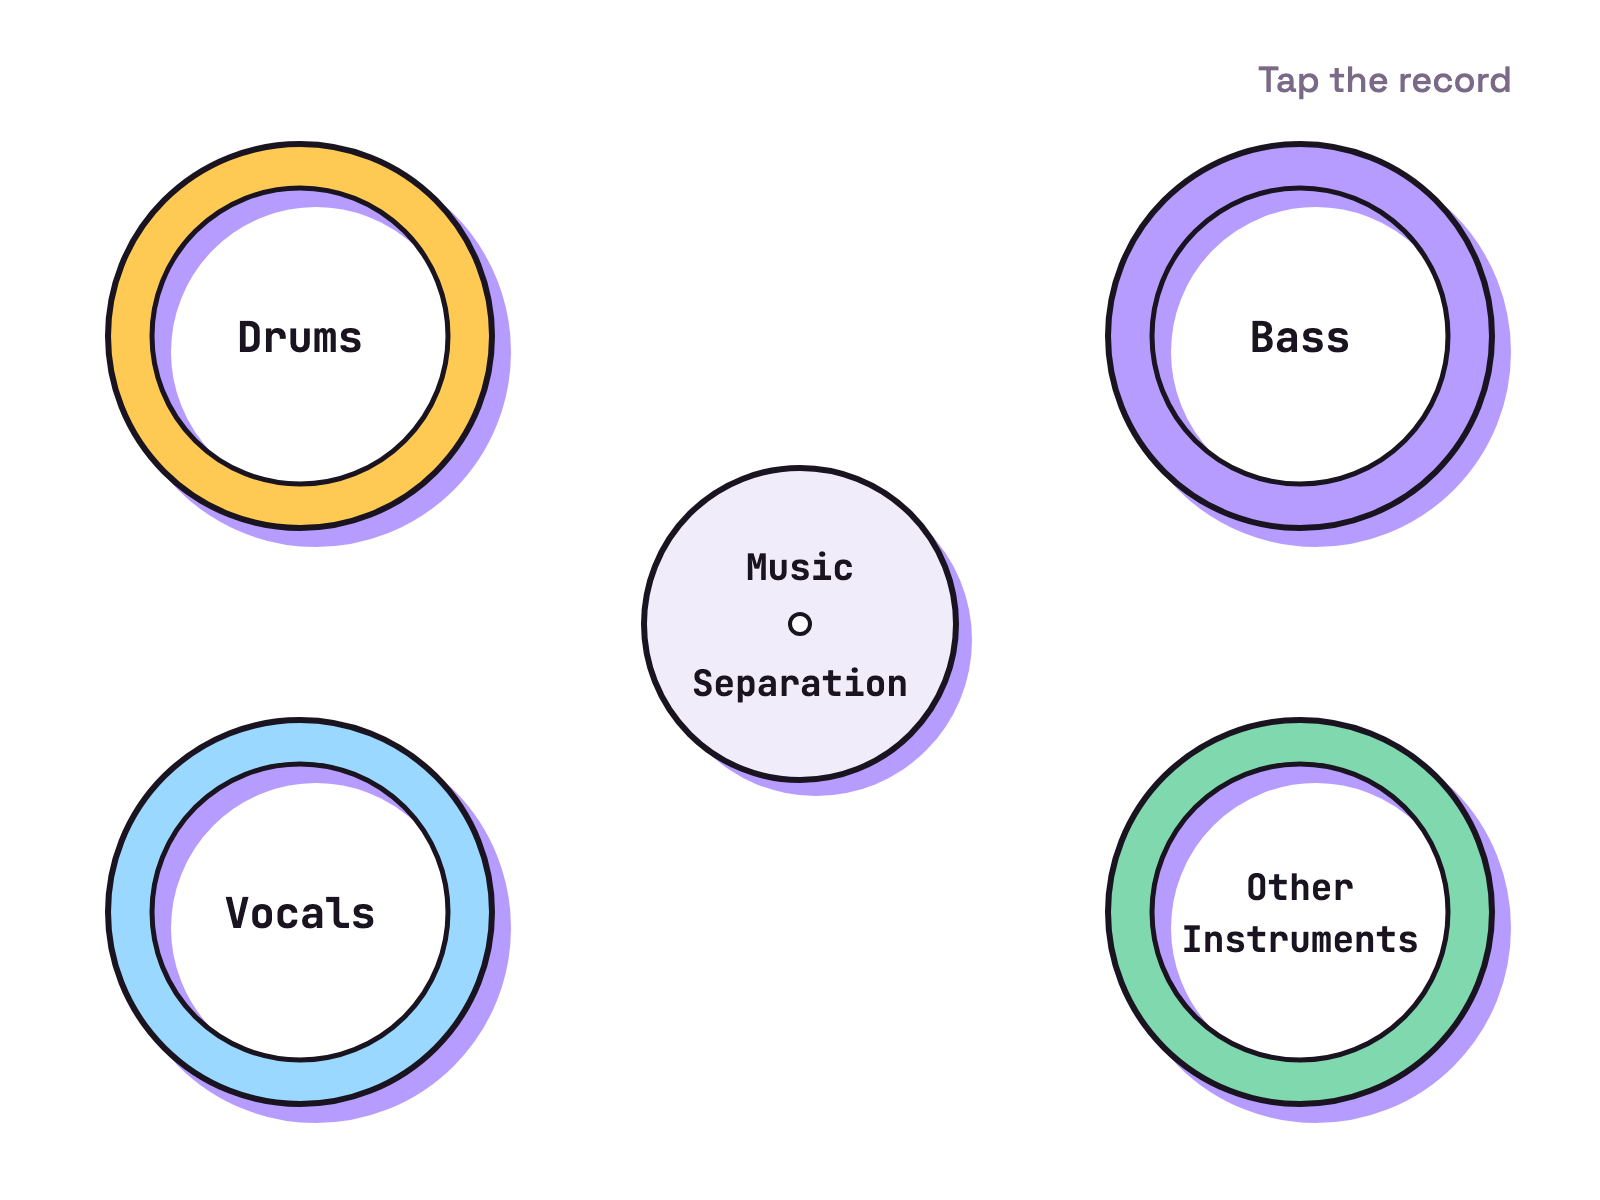 Tap the record
Drums
Bass
Music
Separation
Vocals
Other
Instruments